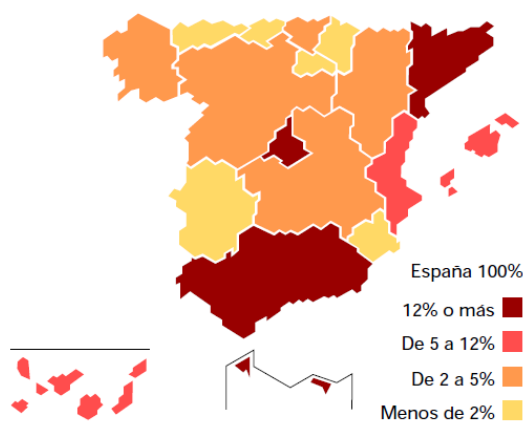 España 100%
12% o más
De 5 a 12%
De 2 a 5%
Menos de 2%